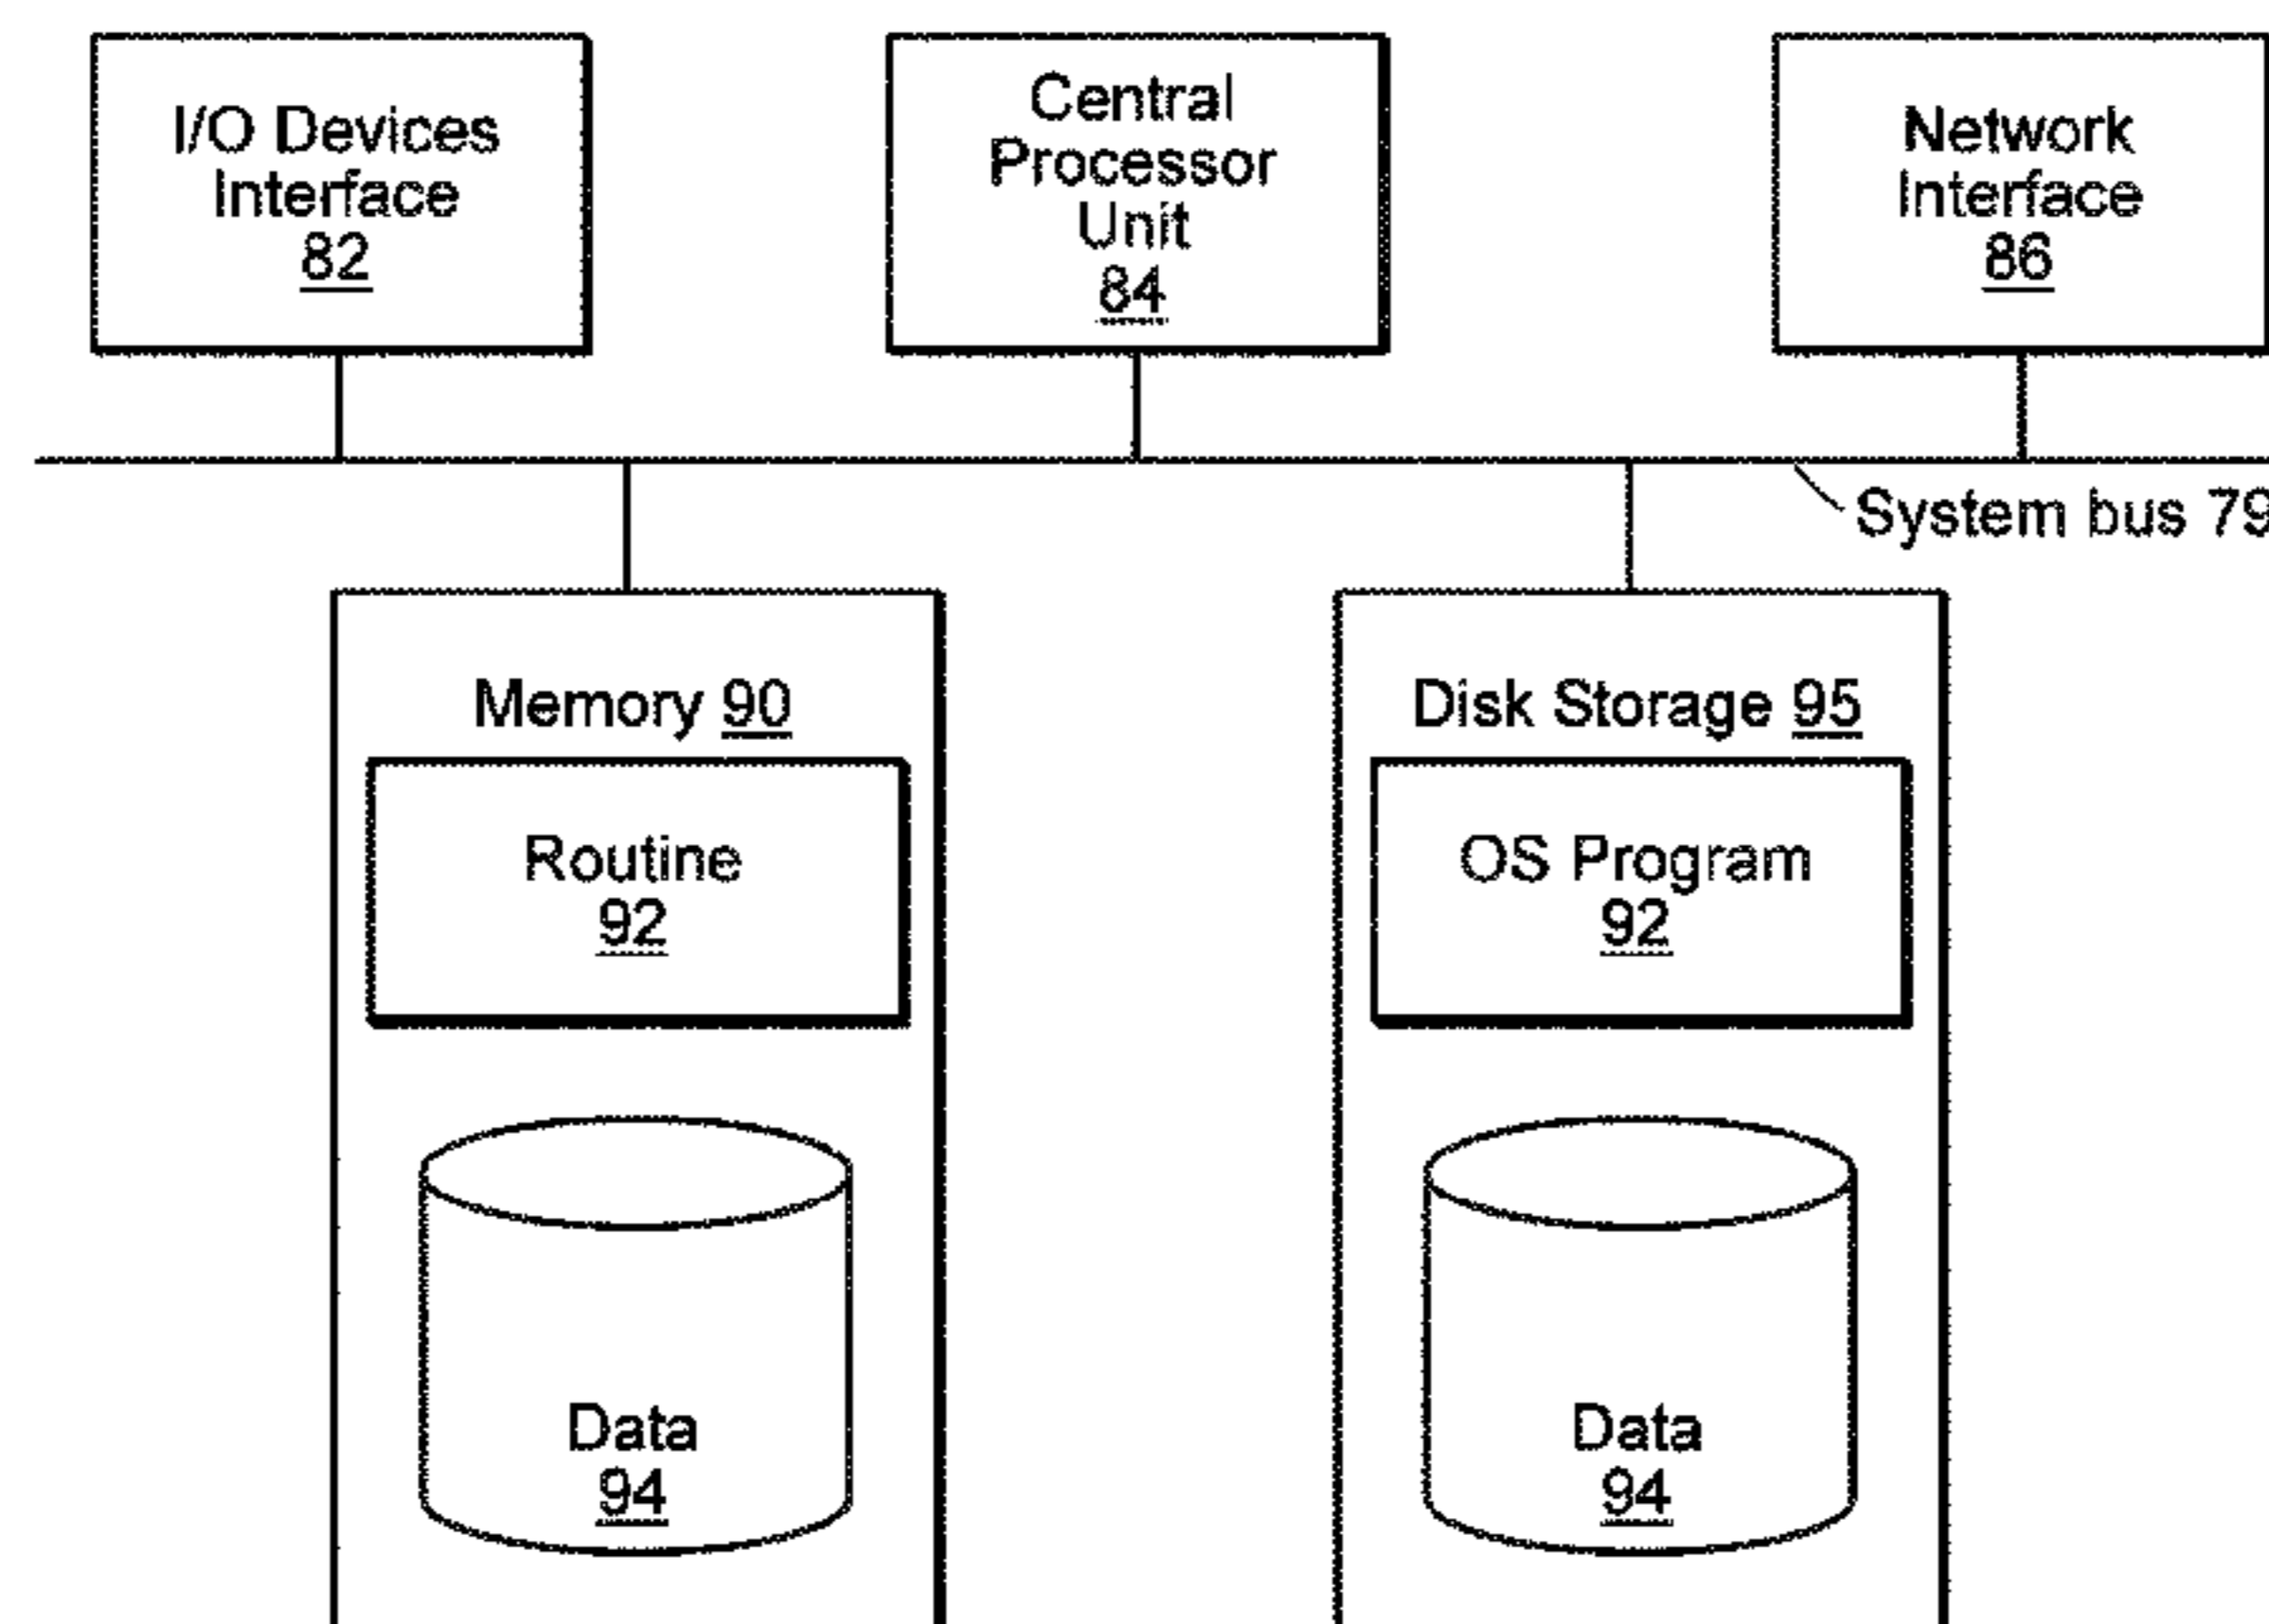 I/O Devices
Interface
82
Central
Processor
Unit
84
Network
Interface
86
System bus 79
Memory 90
Routine
92
Data
94
Disk Storage 95
OS Program
92
Data
94